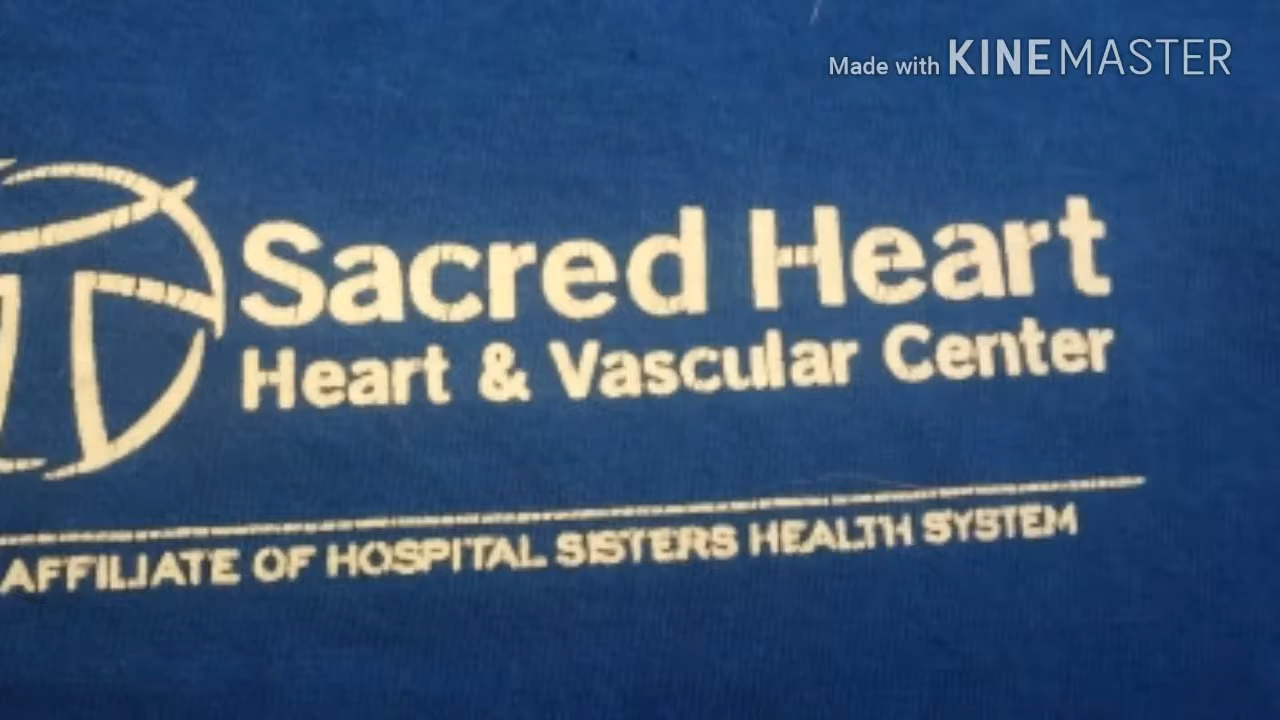 Made with KINEMASTER
Sacred Heart
Heart & Vascular Center
AFFILIATE OF HOSPITAL SISTERS HEALTH SYSTEM